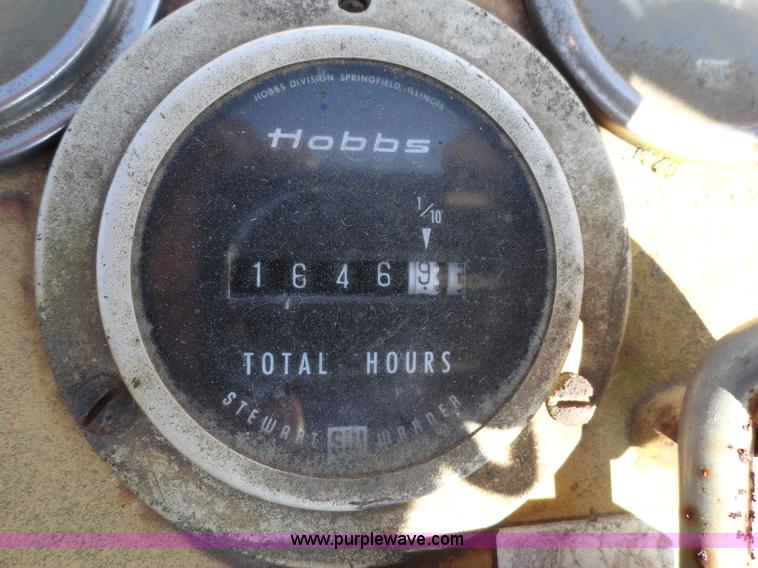 HOBBS DIVISION SPRINGFIELD, ILLINOIS
Hobbs
1/10
1 6 4 6 9
TOTAL HOURS
STEWART SW WARNER
www.purplewave.com